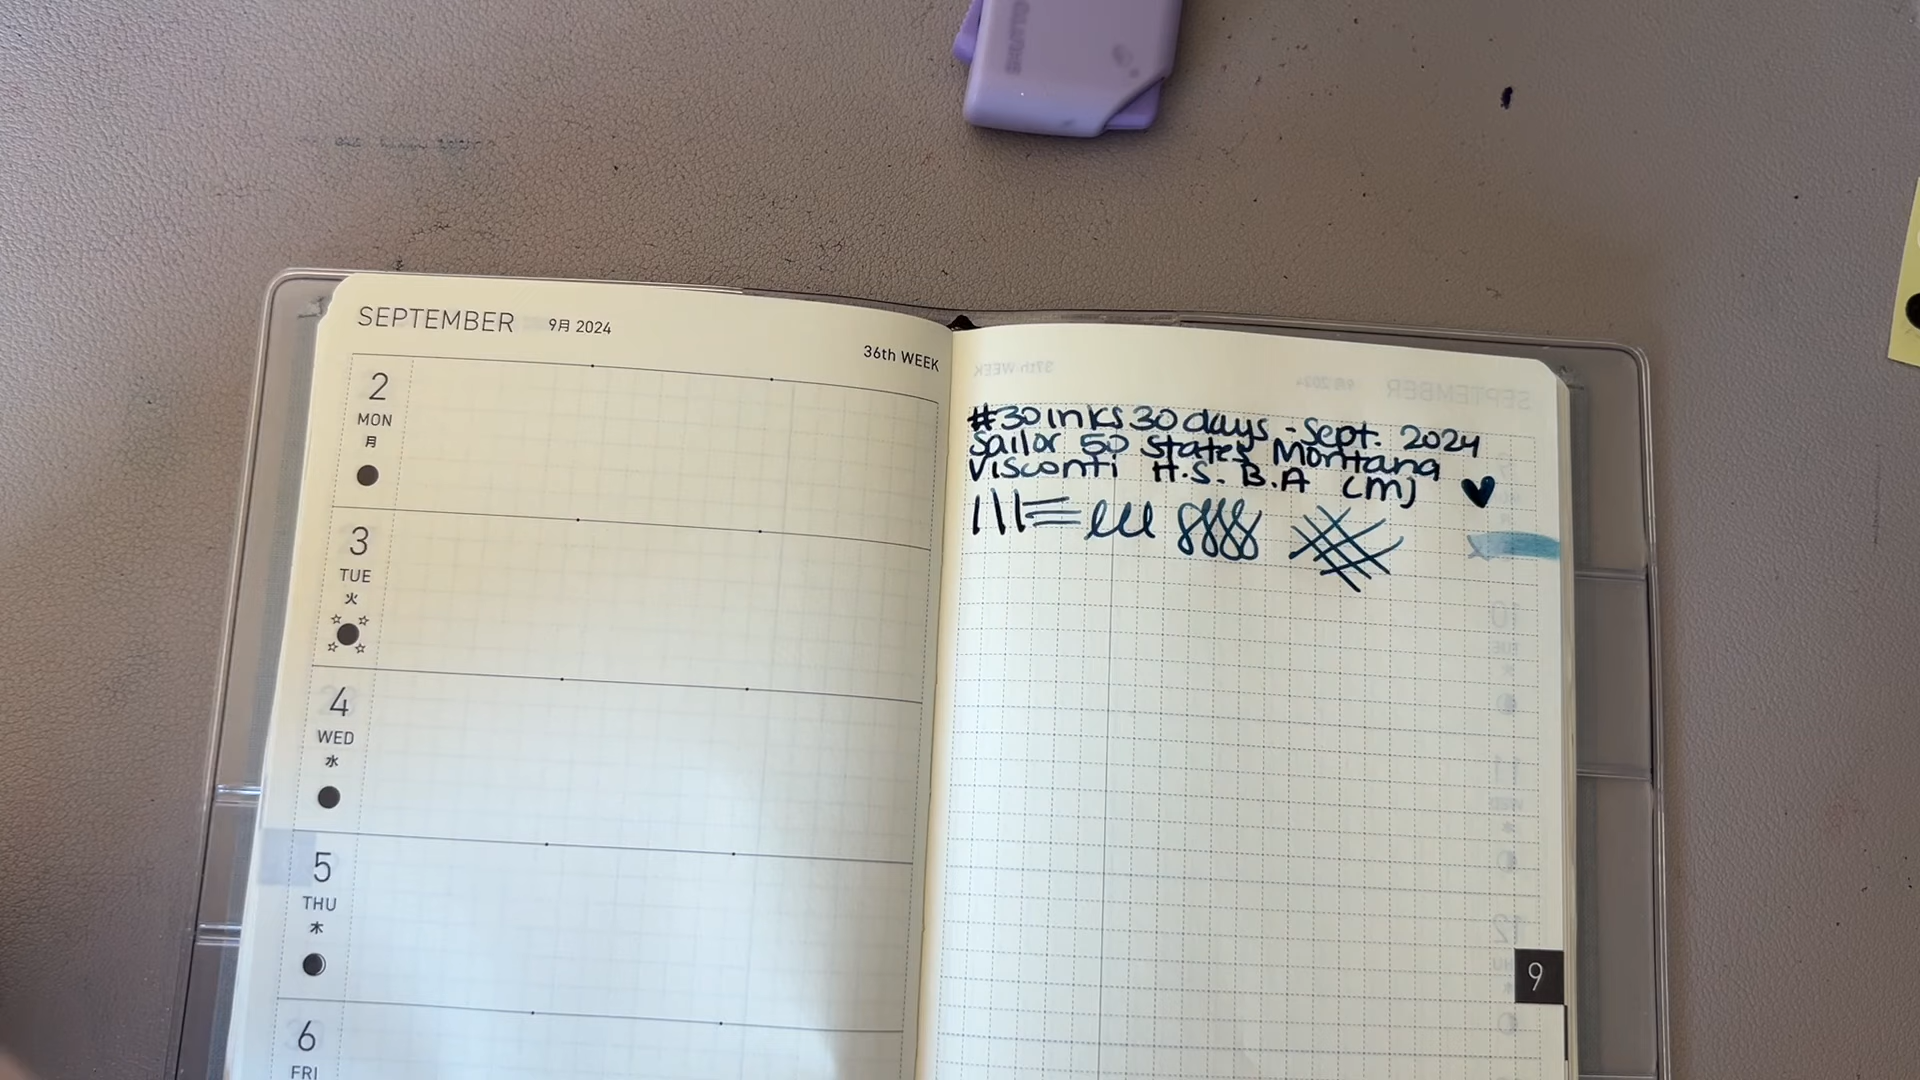 SEPTEMBER 9月 2024
36th WEEK
2
MON
月
3
TUE
火
4
WED
水
5
THU
木
6
FRI
#30inks30days - Sept. 2024
Sailor 50 States Montana
Visconti H.S. B.A (M)
9